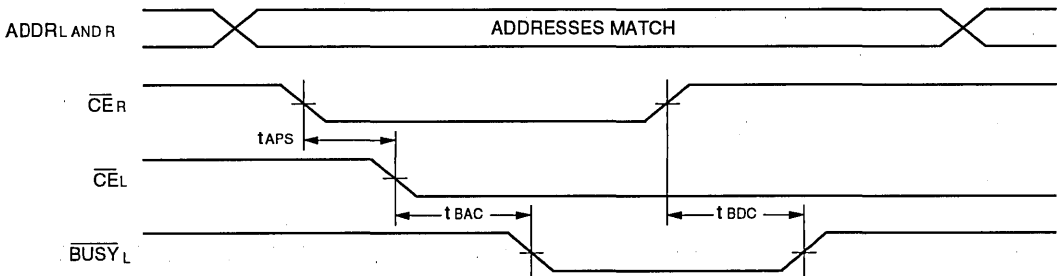 ADDRL AND R
ADDRESSES MATCH
CER
tAPS
CEL
tBAC
tBDC
BUSYL